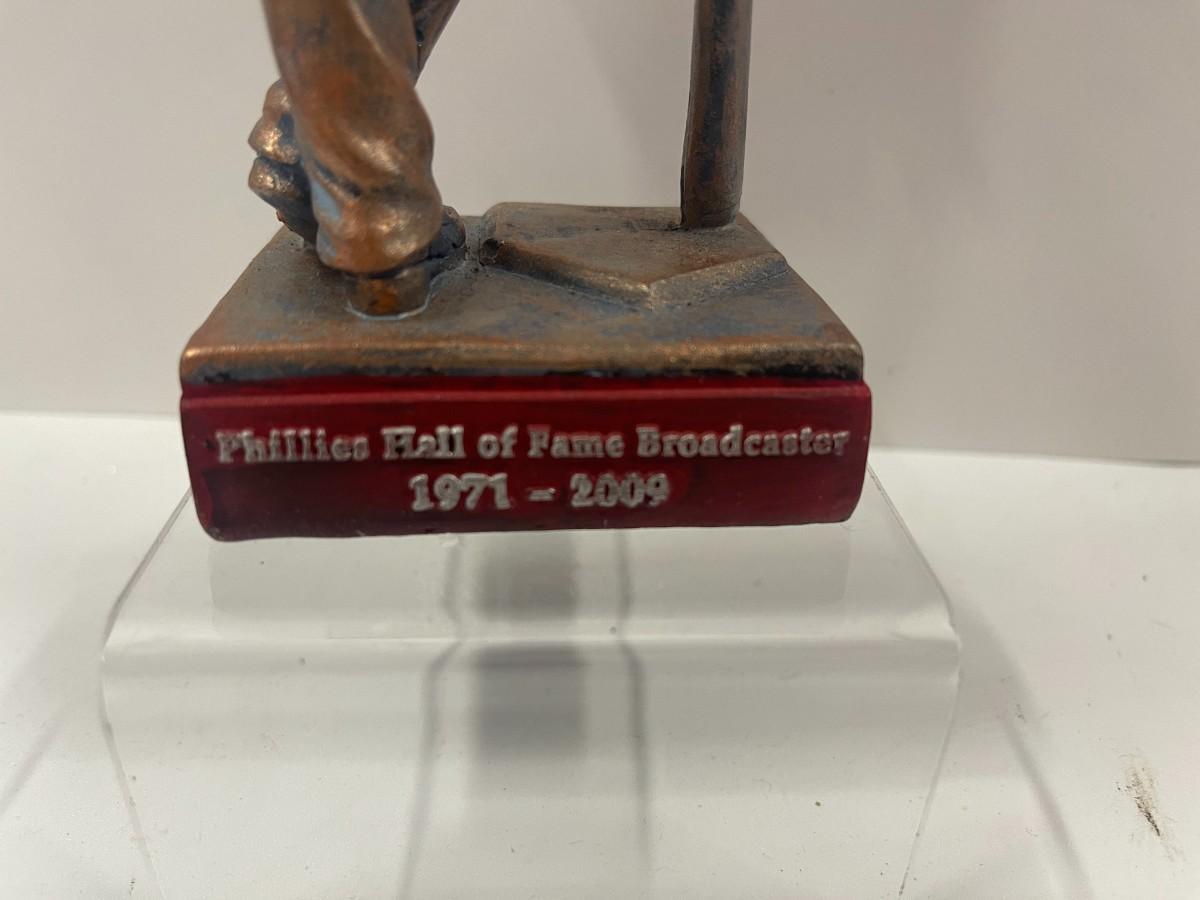 Phillies Hall of Fame Broadcaster
1971 - 2009